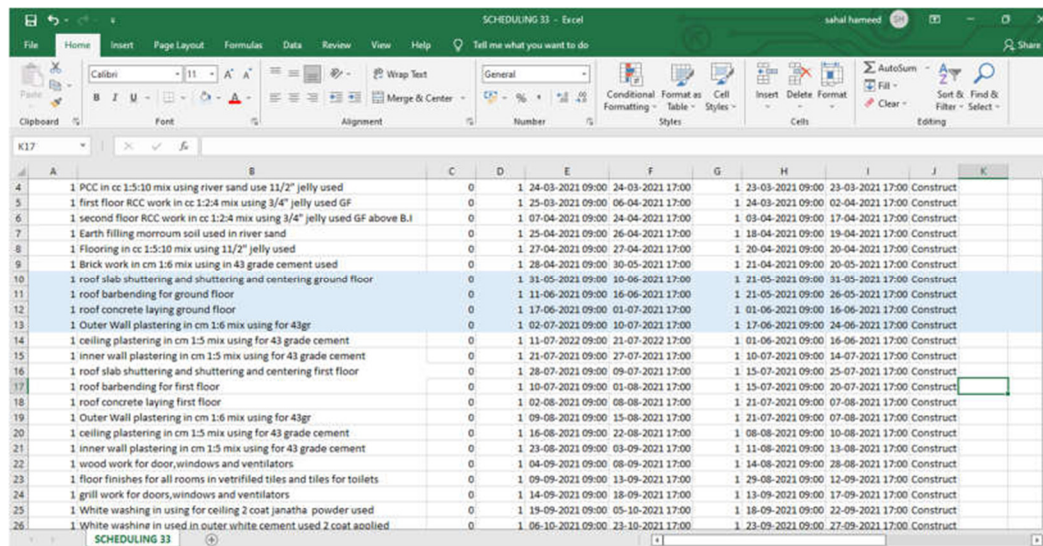 SCHEDULING 33 - Excel
sahal hameed
SH
File Home Insert Page Layout Formulas Data Review View Help Tell me what you want to do Share
Paste
Calibri 11 A A
Wrap Text
General
B I U A
Merge & Center
% ,
Conditional Formatting Format as Table Cell Styles
Insert Delete Format
AutoSum
Fill
Clear
Sort & Filter Find & Select
Clipboard Font Alignment Number Styles Cells Editing
K17 fx
A B C D E F G H I J K
4 1 PCC in cc 1:5:10 mix using river sand use 11/2" jelly used 0 1 24-03-2021 09:00 24-03-2021 17:00 1 23-03-2021 09:00 23-03-2021 17:00 Construct
5 1 first floor RCC work in cc 1:2:4 mix using 3/4" jelly used GF 0 1 25-03-2021 09:00 06-04-2021 17:00 1 24-03-2021 09:00 02-04-2021 17:00 Construct
6 1 second floor RCC work in cc 1:2:4 mix using 3/4" jelly used GF above B.I 0 1 07-04-2021 09:00 24-04-2021 17:00 1 03-04-2021 09:00 17-04-2021 17:00 Construct
7 1 Earth filling morroum soil used in river sand 0 1 25-04-2021 09:00 26-04-2021 17:00 1 18-04-2021 09:00 19-04-2021 17:00 Construct
8 1 Flooring in cc 1:5:10 mix using 11/2" jelly used 0 1 27-04-2021 09:00 27-04-2021 17:00 1 20-04-2021 09:00 20-04-2021 17:00 Construct
9 1 Brick work in cm 1:6 mix using in 43 grade cement used 0 1 28-04-2021 09:00 30-05-2021 17:00 1 21-04-2021 09:00 20-05-2021 17:00 Construct
10 1 roof slab shuttering and shuttering and centering ground floor 0 1 31-05-2021 09:00 10-06-2021 17:00 1 21-05-2021 09:00 31-05-2021 17:00 Construct
11 1 roof barbending for ground floor 0 1 11-06-2021 09:00 16-06-2021 17:00 1 21-05-2021 09:00 26-05-2021 17:00 Construct
12 1 roof concrete laying ground floor 0 1 17-06-2021 09:00 01-07-2021 17:00 1 01-06-2021 09:00 16-06-2021 17:00 Construct
13 1 Outer Wall plastering in cm 1:6 mix using for 43gr 0 1 02-07-2021 09:00 10-07-2021 17:00 1 17-06-2021 09:00 24-06-2021 17:00 Construct
14 1 ceiling plastering in cm 1:5 mix using for 43 grade cement 0 1 11-07-2022 09:00 21-07-2022 17:00 1 01-06-2021 09:00 16-06-2021 17:00 Construct
15 1 inner wall plastering in cm 1:5 mix using for 43 grade cement 0 1 21-07-2021 09:00 27-07-2021 17:00 1 10-07-2021 09:00 14-07-2021 17:00 Construct
16 1 roof slab shuttering and shuttering and centering first floor 0 1 28-07-2021 09:00 09-07-2021 17:00 1 15-07-2021 09:00 25-07-2021 17:00 Construct
17 1 roof barbending for first floor 0 1 10-07-2021 09:00 01-08-2021 17:00 1 15-07-2021 09:00 20-07-2021 17:00 Construct
18 1 roof concrete laying first floor 0 1 02-08-2021 09:00 08-08-2021 17:00 1 21-07-2021 09:00 07-08-2021 17:00 Construct
19 1 Outer Wall plastering in cm 1:6 mix using for 43gr 0 1 09-08-2021 09:00 15-08-2021 17:00 1 21-07-2021 09:00 07-08-2021 17:00 Construct
20 1 ceiling plastering in cm 1:5 mix using for 43 grade cement 0 1 16-08-2021 09:00 22-08-2021 17:00 1 08-08-2021 09:00 10-08-2021 17:00 Construct
21 1 inner wall plastering in cm 1:5 mix using for 43 grade cement 0 1 23-08-2021 09:00 03-09-2021 17:00 1 11-08-2021 09:00 13-08-2021 17:00 Construct
22 1 wood work for door,windows and ventilators 0 1 04-09-2021 09:00 08-09-2021 17:00 1 14-08-2021 09:00 28-08-2021 17:00 Construct
23 1 floor finishes for all rooms in vetrifiled tiles and tiles for toilets 0 1 09-09-2021 09:00 13-09-2021 17:00 1 29-08-2021 09:00 12-09-2021 17:00 Construct
24 1 grill work for doors,windows and ventilators 0 1 14-09-2021 09:00 18-09-2021 17:00 1 13-09-2021 09:00 17-09-2021 17:00 Construct
25 1 White washing in using for ceiling 2 coat janatha powder used 0 1 19-09-2021 09:00 05-10-2021 17:00 1 18-09-2021 09:00 22-09-2021 17:00 Construct
26 1 White washing in used in outer white cement used 2 coat applied 0 1 06-10-2021 09:00 23-10-2021 17:00 1 23-09-2021 09:00 27-09-2021 17:00 Construct
SCHEDULING 33